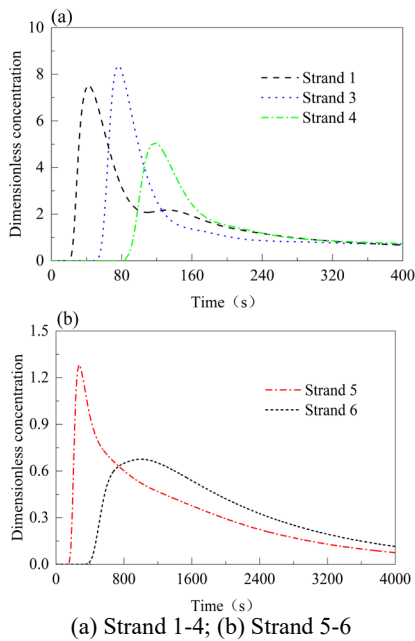 (a)
10
8
6
4
2
0
Dimensionless concentration
Strand 1
Strand 3
Strand 4
0 80 160 240 320 400
Time（s）
(b)
1.5
1.2
0.9
0.6
0.3
0.0
Dimensionless concentration
Strand 5
Strand 6
0 800 1600 2400 3200 4000
Time（s）
(a) Strand 1-4; (b) Strand 5-6